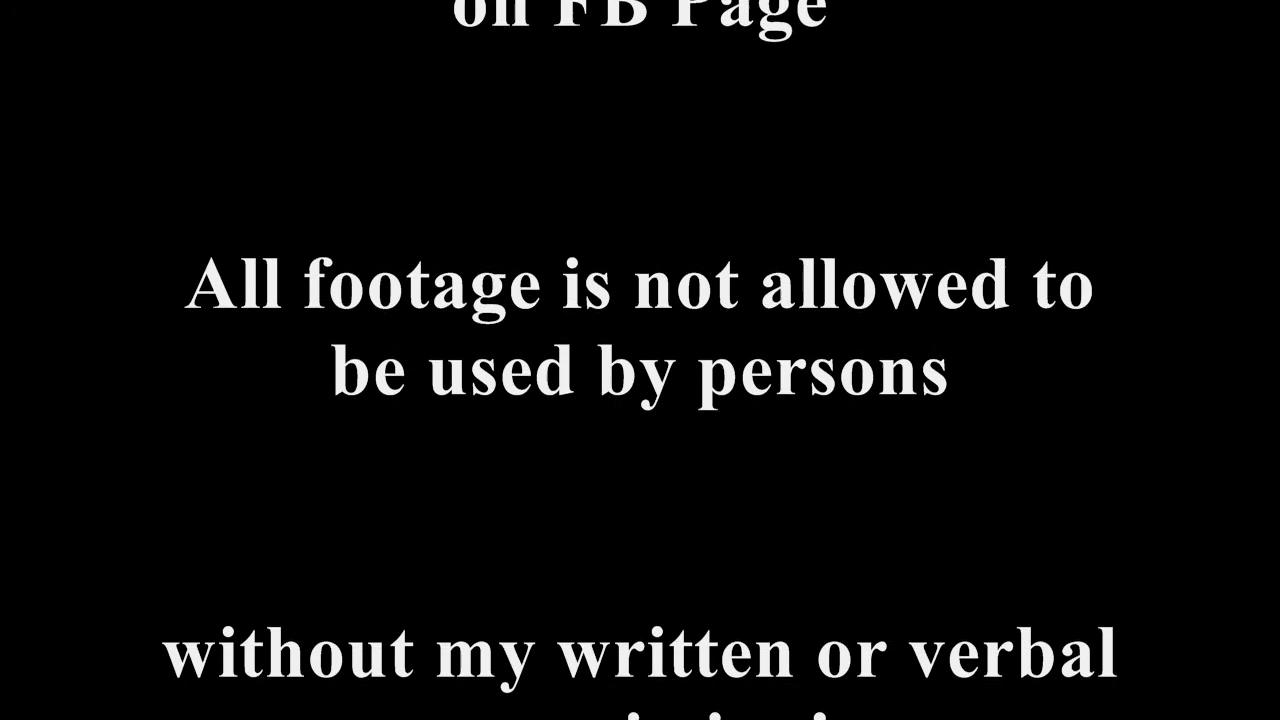 on FB Page
All footage is not allowed to
be used by persons
without my written or verbal